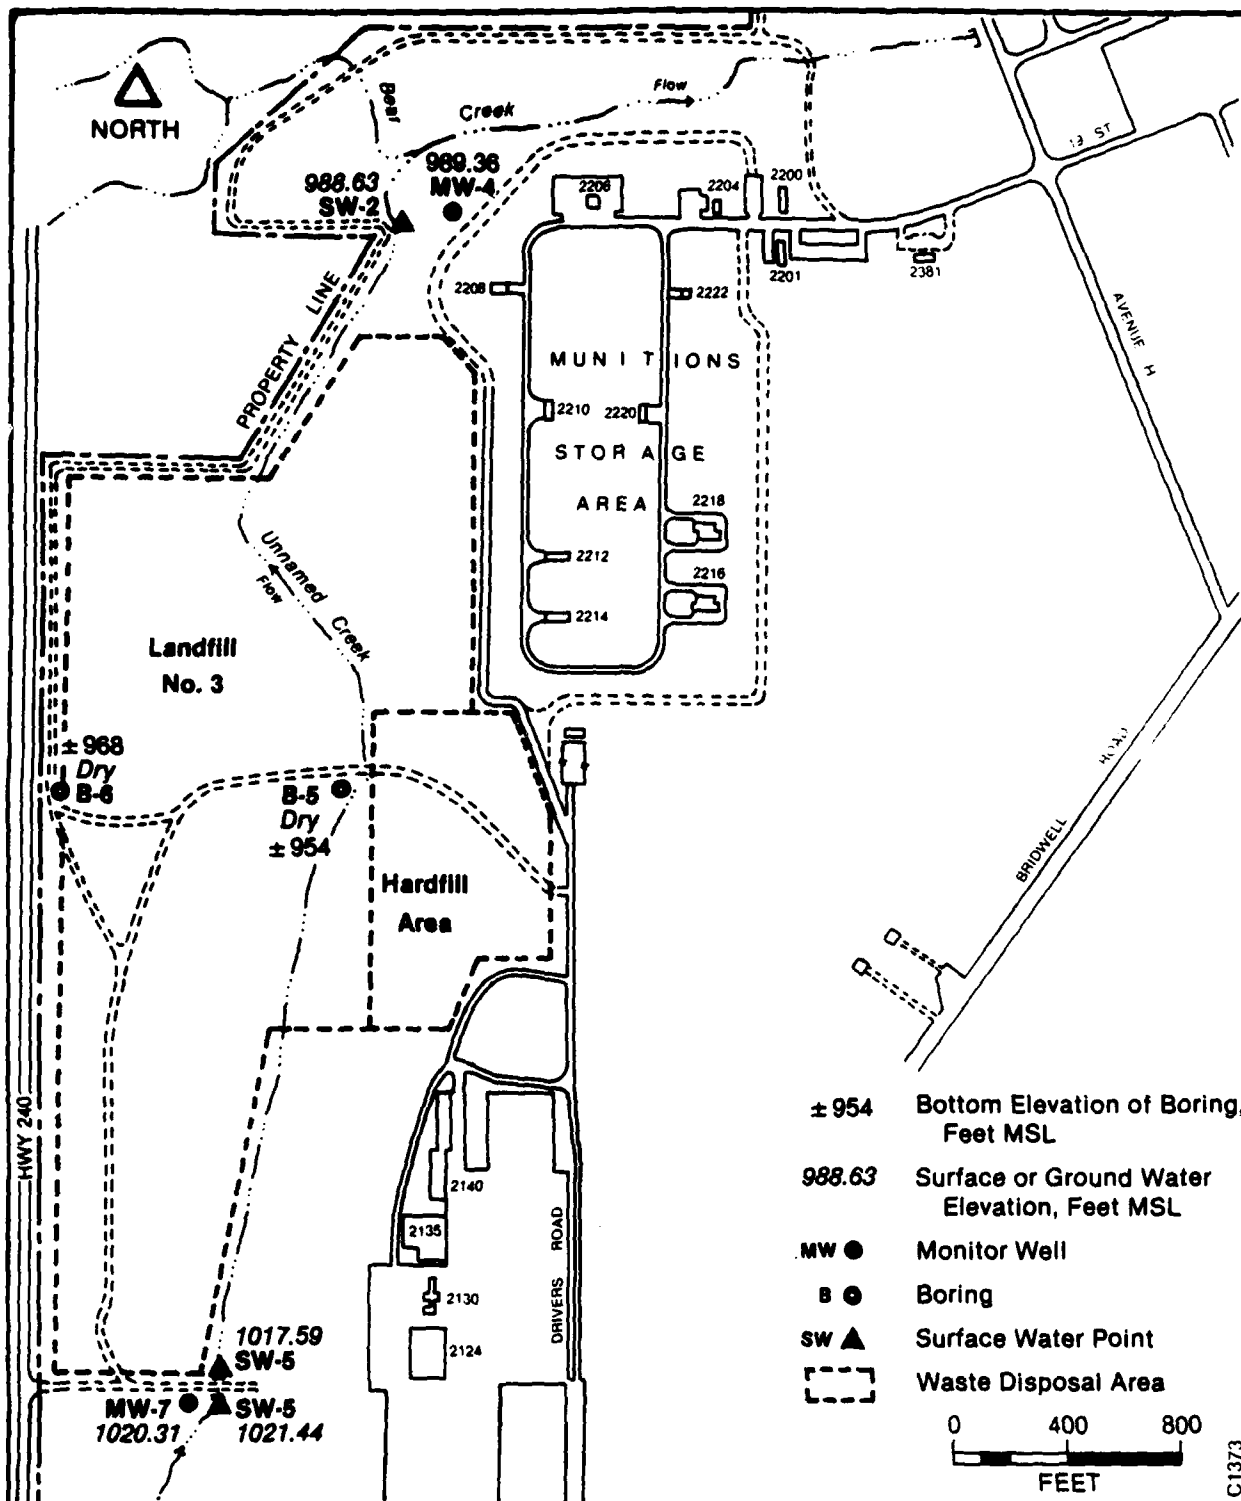 NORTH
Bear
Creek
Flow
988.63
SW-2
989.36
MW-4
2206
2204
2200
2201
2381
19 ST
AVENUE H
2208
2222
PROPERTY LINE
MUNITIONS
2210
2220
STORAGE
AREA
2218
2212
2216
2214
Unnamed Creek
Flow
Landfill
No. 3
± 968
Dry
B-6
B-5
Dry
± 954
Hardfill
Area
BRIDWELL ROAD
HWY 240
2140
2135
2130
2124
DRIVERS ROAD
1017.59
SW-5
MW-7
1020.31
SW-5
1021.44
± 954 Bottom Elevation of Boring,
Feet MSL
988.63 Surface or Ground Water
Elevation, Feet MSL
MW Monitor Well
B Boring
SW Surface Water Point
Waste Disposal Area
0 400 800
FEET
C1373